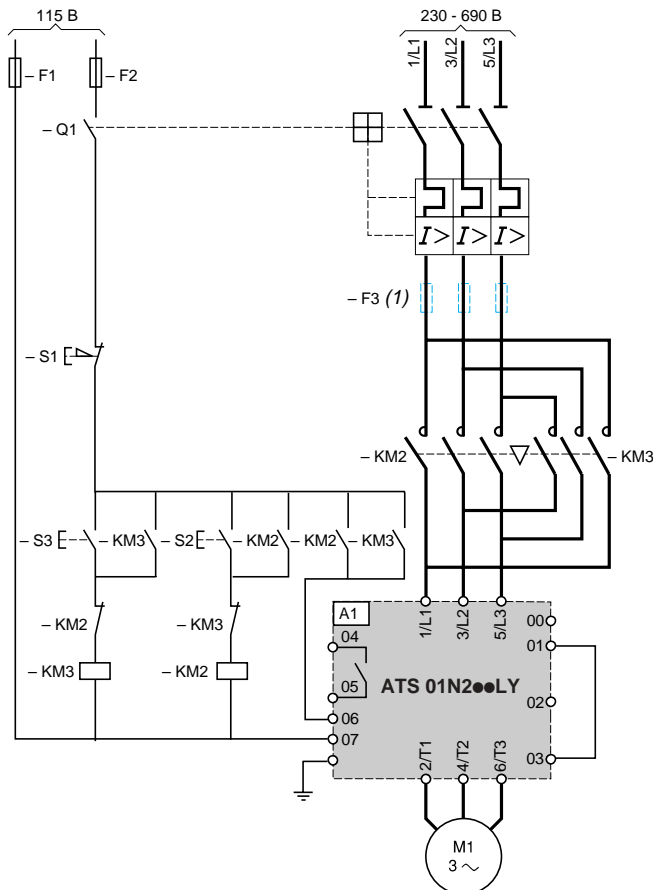 115 В
230 - 690 В
– F1
– F2
1/L1
3/L2
5/L3
– Q1
I>
I>
I>
– F3 (1)
– S1
– KM2
– KM3
– S3
– KM3
– S2
– KM2
– KM2
– KM3
– KM2
– KM3
– KM3
– KM2
A1
1/L1
3/L2
5/L3
00
04
01
05
ATS 01N2●●LY
02
06
07
03
2/T1
4/T2
6/T3
M1
3 ~